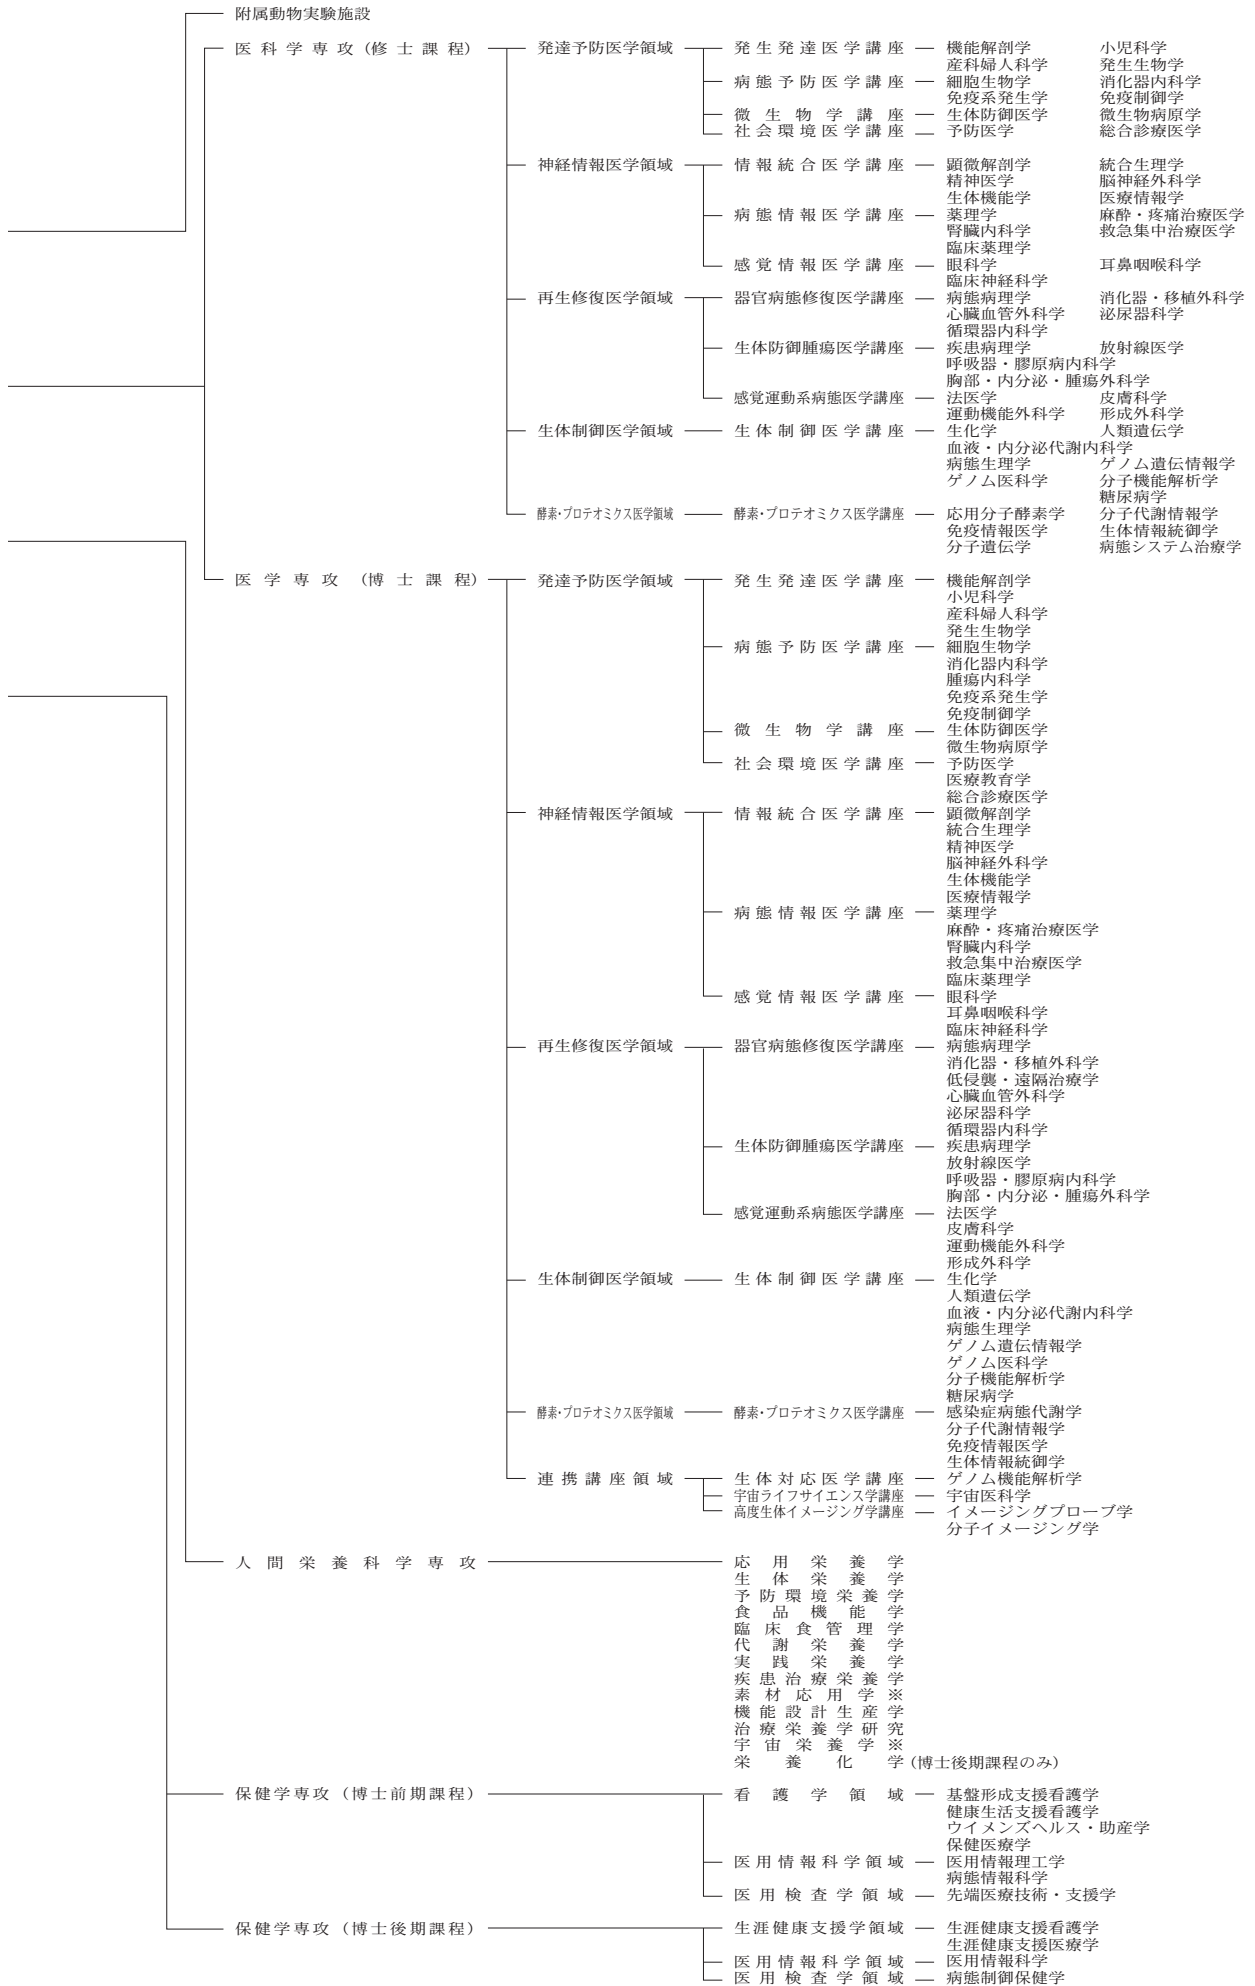 附属動物実験施設
医科学専攻(修士課程) 発達予防医学領域 発生発達医学講座 機能解剖学 小児科学
産科婦人科学 発生生物学
病態予防医学講座 細胞生物学 消化器内科学
免疫系発生学 免疫制御学
微生物学講座 生体防御医学 微生物病原学
社会環境医学講座 予防医学 総合診療医学
神経情報医学領域 情報統合医学講座 顕微解剖学 統合生理学
精神医学 脳神経外科学
生体機能学 医療情報学
病態情報医学講座 薬理学 麻酔・疼痛治療医学
腎臓内科学 救急集中治療医学
臨床薬理学
感覚情報医学講座 眼科学 耳鼻咽喉科学
臨床神経科学
再生修復医学領域 器官病態修復医学講座 病態病理学 消化器・移植外科学
心臓血管外科学 泌尿器科学
循環器内科学
生体防御腫瘍医学講座 疾患病理学 放射線医学
呼吸器・膠原病内科学
胸部・内分泌・腫瘍外科学
感覚運動系病態医学講座 法医学 皮膚科学
運動機能外科学 形成外科学
生体制御医学領域 生体制御医学講座 生化学 人類遺伝学
血液・内分泌代謝内科学
病態生理学 ゲノム遺伝情報学
ゲノム医科学 分子機能解析学
糖尿病学
酵素・プロテオミクス医学領域 酵素・プロテオミクス医学講座 応用分子酵素学 分子代謝情報学
免疫情報医学 生体情報統御学
分子遺伝学 病態システム治療学
医学専攻(博士課程) 発達予防医学領域 発生発達医学講座 機能解剖学
小児科学
産科婦人科学
発生生物学
病態予防医学講座 細胞生物学
消化器内科学
腫瘍内科学
免疫系発生学
免疫制御学
微生物学講座 生体防御医学
微生物病原学
社会環境医学講座 予防医学
医療教育学
総合診療医学
神経情報医学領域 情報統合医学講座 顕微解剖学
統合生理学
精神医学
脳神経外科学
生体機能学
医療情報学
病態情報医学講座 薬理学
麻酔・疼痛治療医学
腎臓内科学
救急集中治療医学
臨床薬理学
感覚情報医学講座 眼科学
耳鼻咽喉科学
臨床神経科学
再生修復医学領域 器官病態修復医学講座 病態病理学
消化器・移植外科学
低侵襲・遠隔治療学
心臓血管外科学
泌尿器科学
循環器内科学
生体防御腫瘍医学講座 疾患病理学
放射線医学
呼吸器・膠原病内科学
胸部・内分泌・腫瘍外科学
感覚運動系病態医学講座 法医学
皮膚科学
運動機能外科学
形成外科学
生体制御医学領域 生体制御医学講座 生化学
人類遺伝学
血液・内分泌代謝内科学
病態生理学
ゲノム遺伝情報学
ゲノム医科学
分子機能解析学
糖尿病学
酵素・プロテオミクス医学領域 酵素・プロテオミクス医学講座 感染症病態代謝学
分子代謝情報学
免疫情報医学
生体情報統御学
連携講座領域 生体対応医学講座 ゲノム機能解析学
宇宙ライフサイエンス学講座 宇宙医科学
高度生体イメージング学講座 イメージングプローブ学
分子イメージング学
人間栄養科学専攻 応用栄養学
生体栄養学
予防環境栄養学
食品機能学
臨床食管理学
代謝栄養学
実践栄養学
疾患治療栄養学
素材応用学※
機能設計生産学
治療栄養学研究
宇宙栄養学※
栄養化学(博士後期課程のみ)
保健学専攻(博士前期課程) 看護学領域 基盤形成支援看護学
健康生活支援看護学
ウイメンズヘルス・助産学
保健医療学
医用情報科学領域 医用情報理工学
病態情報科学
医用検査学領域 先端医療技術・支援学
保健学専攻(博士後期課程) 生涯健康支援学領域 生涯健康支援看護学
生涯健康支援医療学
医用情報科学領域 医用情報科学
医用検査学領域 病態制御保健学